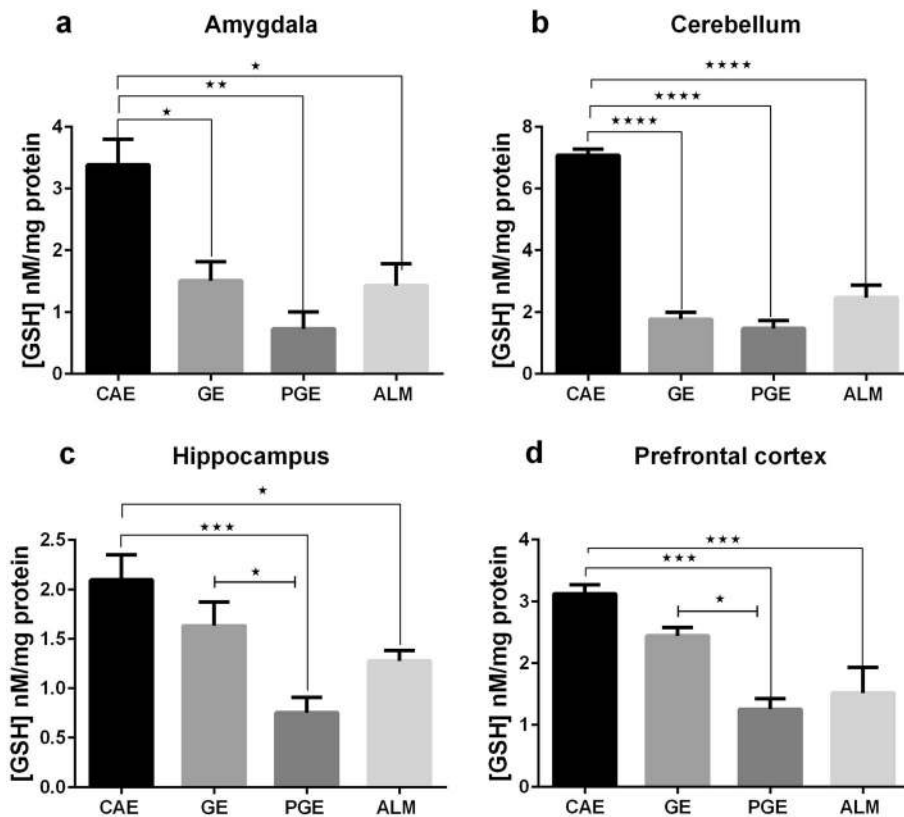 a Amygdala
★
★★
★
[GSH] nM/mg protein
4
3
2
1
0
CAE GE PGE ALM
b Cerebellum
★★★★
★★★★
★★★★
[GSH] nM/mg protein
8
6
4
2
0
CAE GE PGE ALM
c Hippocampus
★
★★★
★
[GSH] nM/mg protein
2.5
2.0
1.5
1.0
0.5
0.0
CAE GE PGE ALM
d Prefrontal cortex
★★★
★★★
★
[GSH] nM/mg protein
4
3
2
1
0
CAE GE PGE ALM